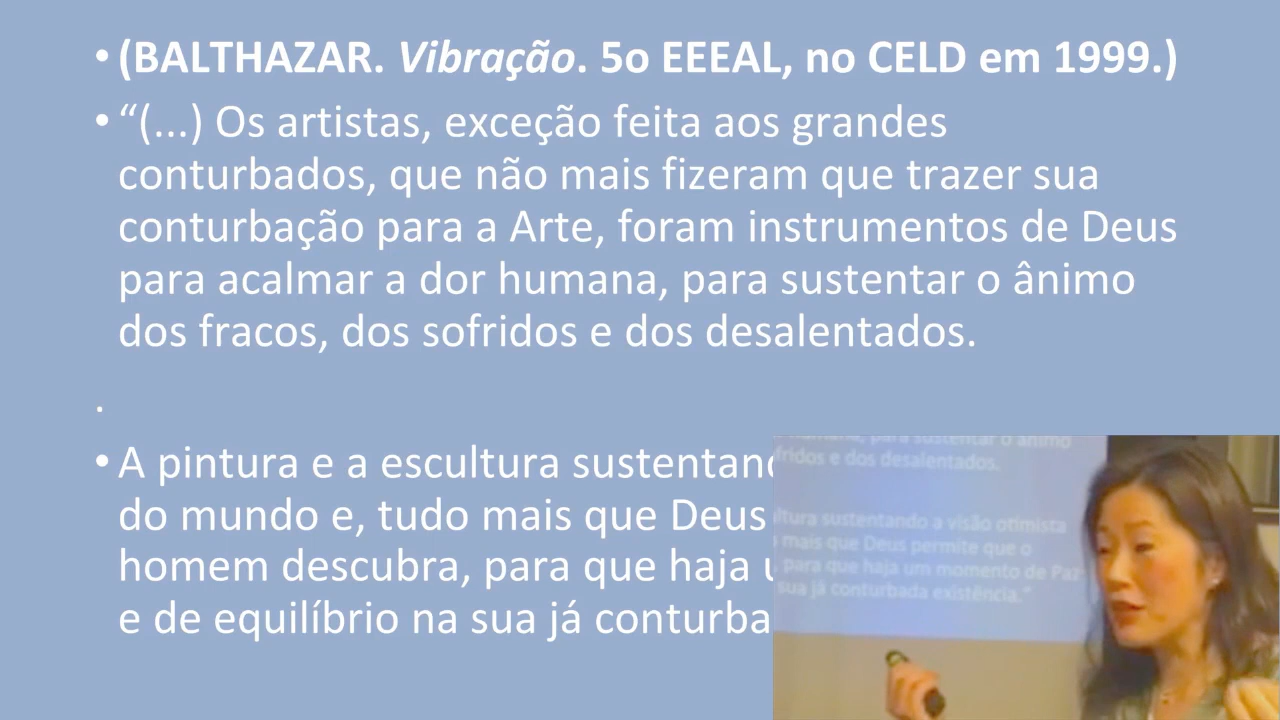 • (BALTHAZAR. Vibração. 5o EEEAL, no CELD em 1999.)
• “(...) Os artistas, exceção feita aos grandes
conturbados, que não mais fizeram que trazer sua
conturbação para a Arte, foram instrumentos de Deus
para acalmar a dor humana, para sustentar o ânimo
dos fracos, dos sofridos e dos desalentados.
.
• A pintura e a escultura sustentand
do mundo e, tudo mais que Deus
homem descubra, para que haja u
e de equilíbrio na sua já conturba
para sustentar o ânimo
fridos e dos desalentados.
ltura sustentando a visão otimista
mais que Deus permite que o
para que haja um momento de Paz
sua já conturbada existência.”